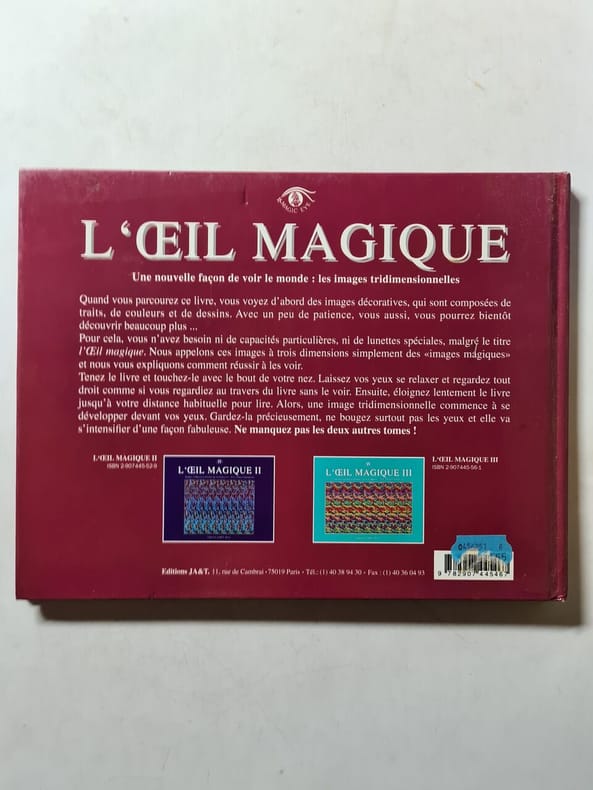 MAGIC EYE
L'ŒIL MAGIQUE
Une nouvelle façon de voir le monde : les images tridimensionnelles
Quand vous parcourez ce livre, vous voyez d'abord des images décoratives, qui sont composées de
traits, de couleurs et de dessins. Avec un peu de patience, vous aussi, vous pourrez bientôt
découvrir beaucoup plus ...
Pour cela, vous n'avez besoin ni de capacités particulières, ni de lunettes spéciales, malgré le titre
l'Œil magique. Nous appelons ces images à trois dimensions simplement des «images magiques»
et nous vous expliquons comment réussir à les voir.
Tenez le livre et touchez-le avec le bout de votre nez. Laissez vos yeux se relaxer et regardez tout
droit comme si vous regardiez au travers du livre sans le voir. Ensuite, éloignez lentement le livre
jusqu'à votre distance habituelle pour lire. Alors, une image tridimensionnelle commence à se
développer devant vos yeux. Gardez-la précieusement, ne bougez surtout pas les yeux et elle va
s'intensifier d'une façon fabuleuse. Ne manquez pas les deux autres tomes !
L'ŒIL MAGIQUE II
ISBN 2-907445-52-9
L'ŒIL MAGIQUE II
L'ŒIL MAGIQUE III
L'ŒIL MAGIQUE III
ISBN 2-907445-56-1
Editions JA&T. 11, rue de Cambrai • 75019 Paris • Tél.: (1) 40 38 94 30 • Fax : (1) 40 36 04 93
9 782907 445467